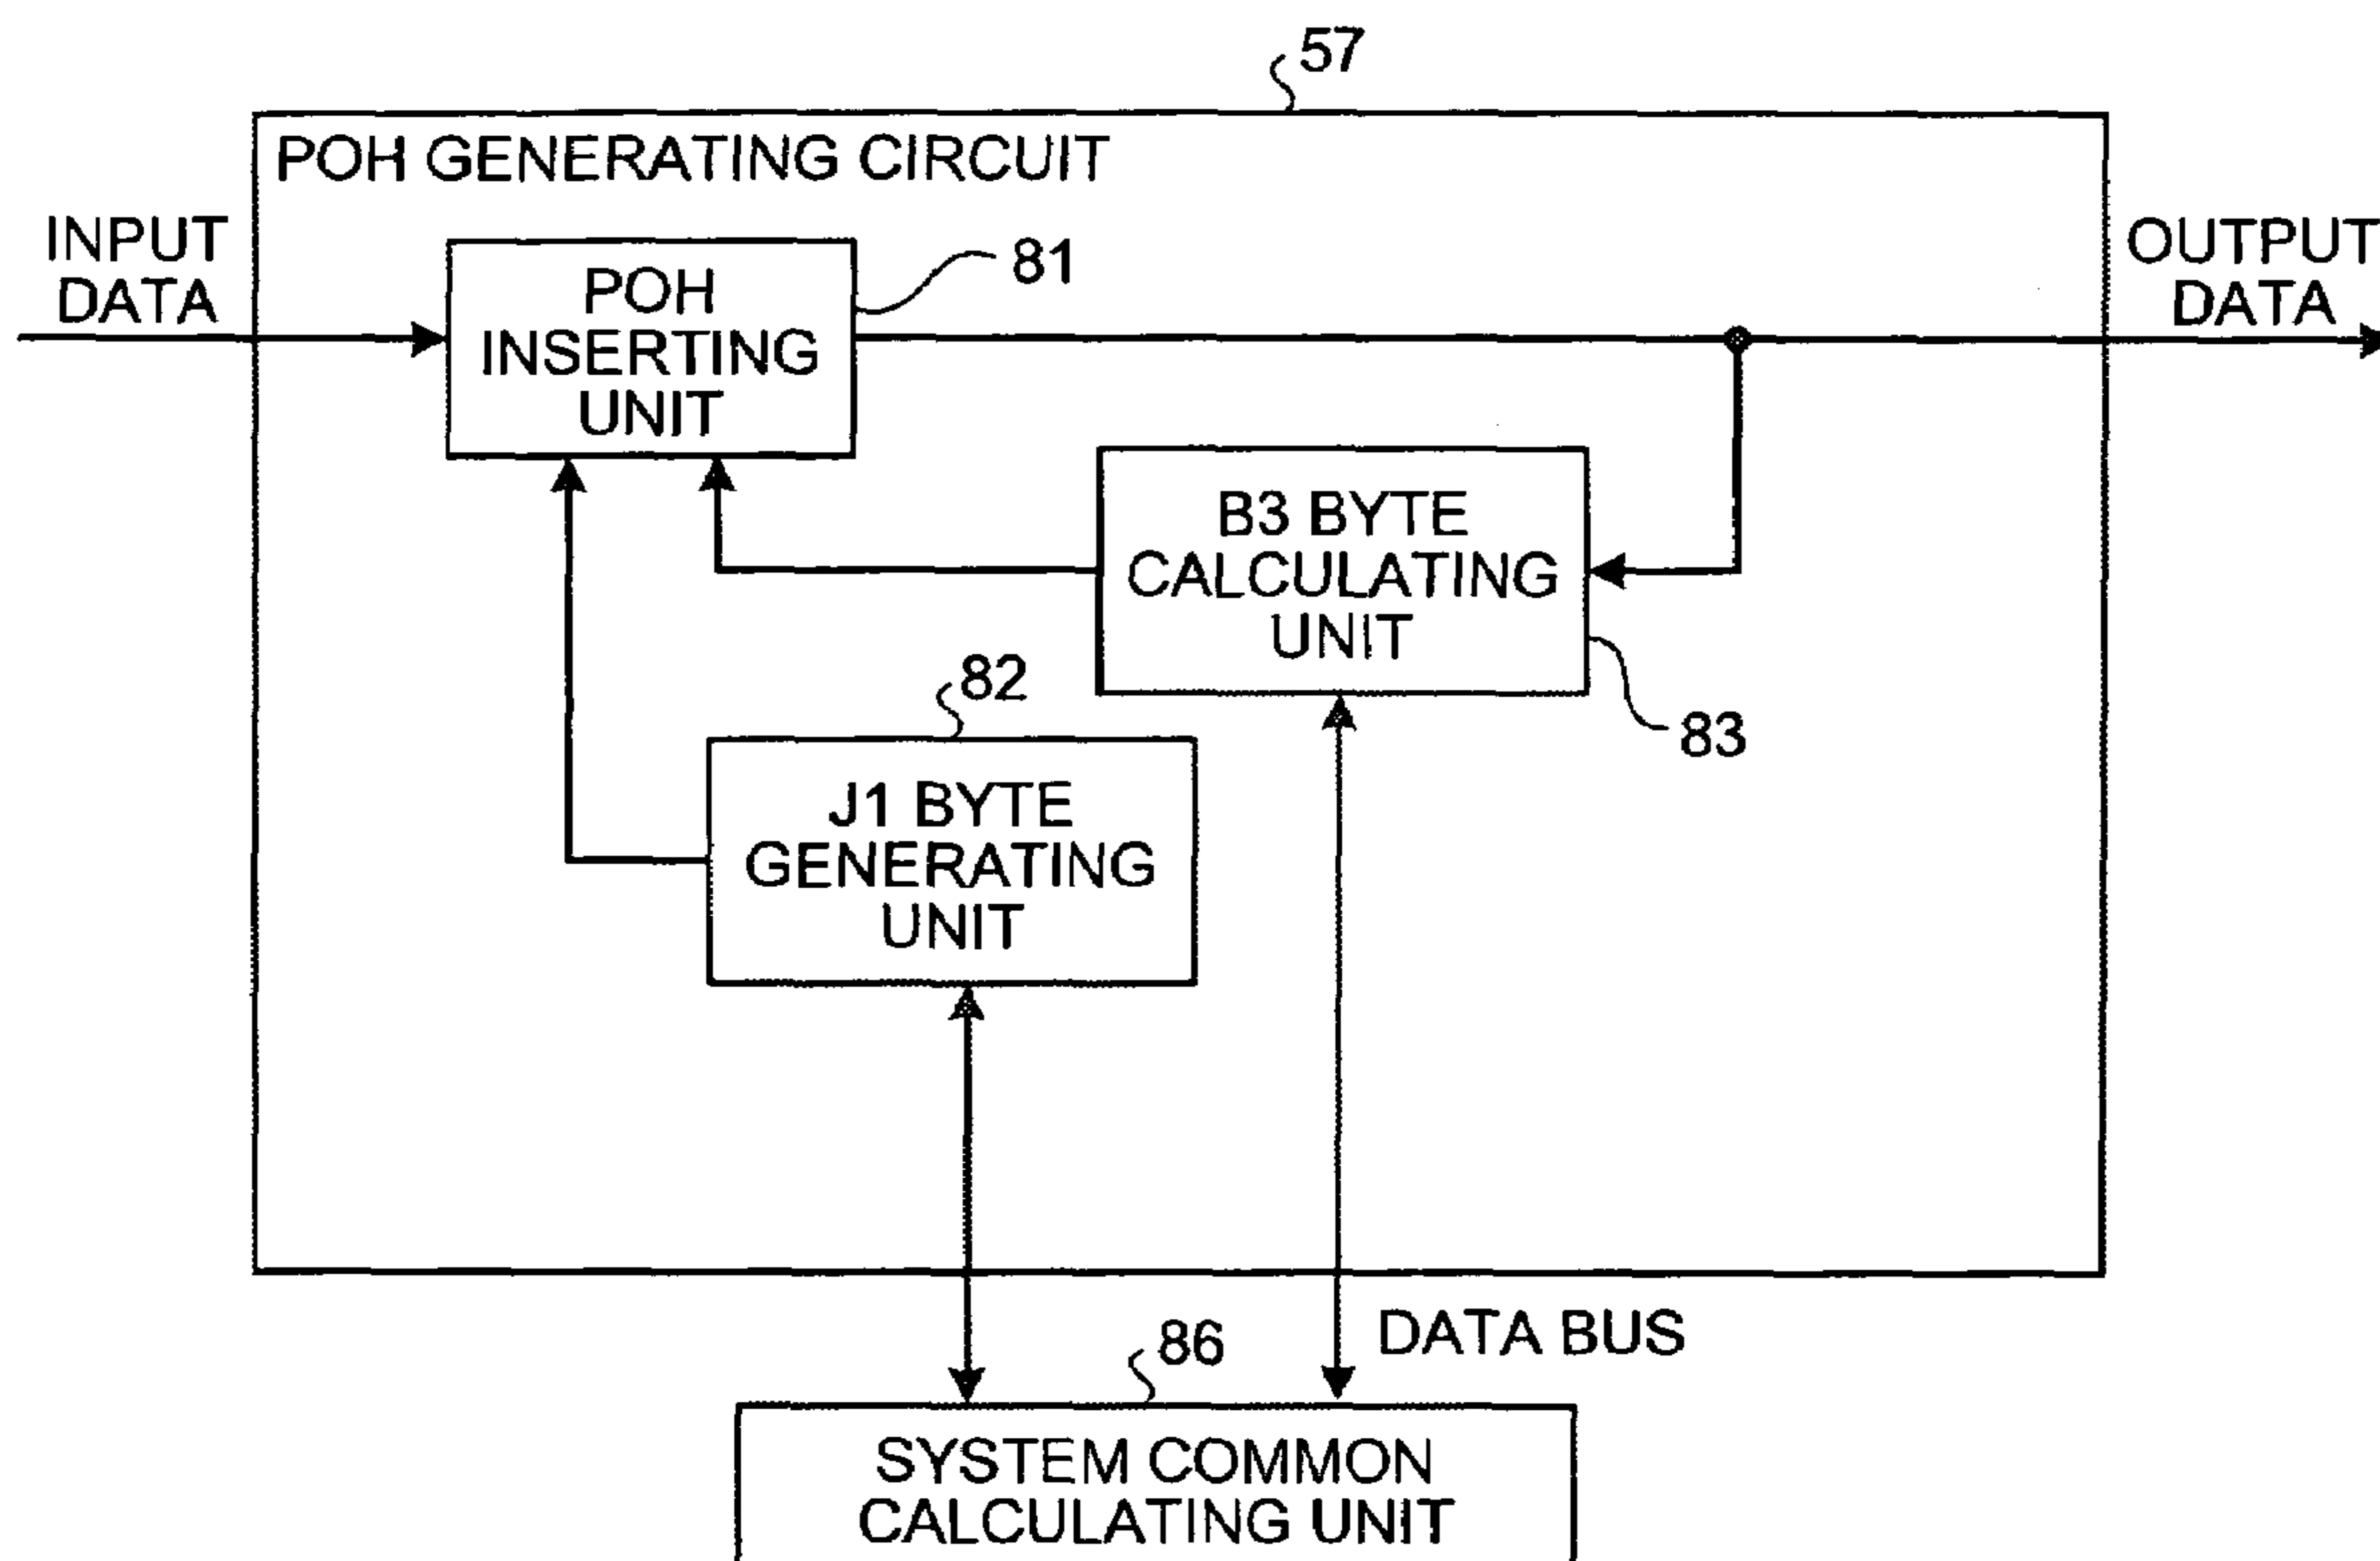 57
POH GENERATING CIRCUIT
INPUT
DATA
OUTPUT
DATA
POH
INSERTING
UNIT
81
B3 BYTE
CALCULATING
UNIT
83
82
J1 BYTE
GENERATING
UNIT
DATA BUS
86
SYSTEM COMMON
CALCULATING UNIT